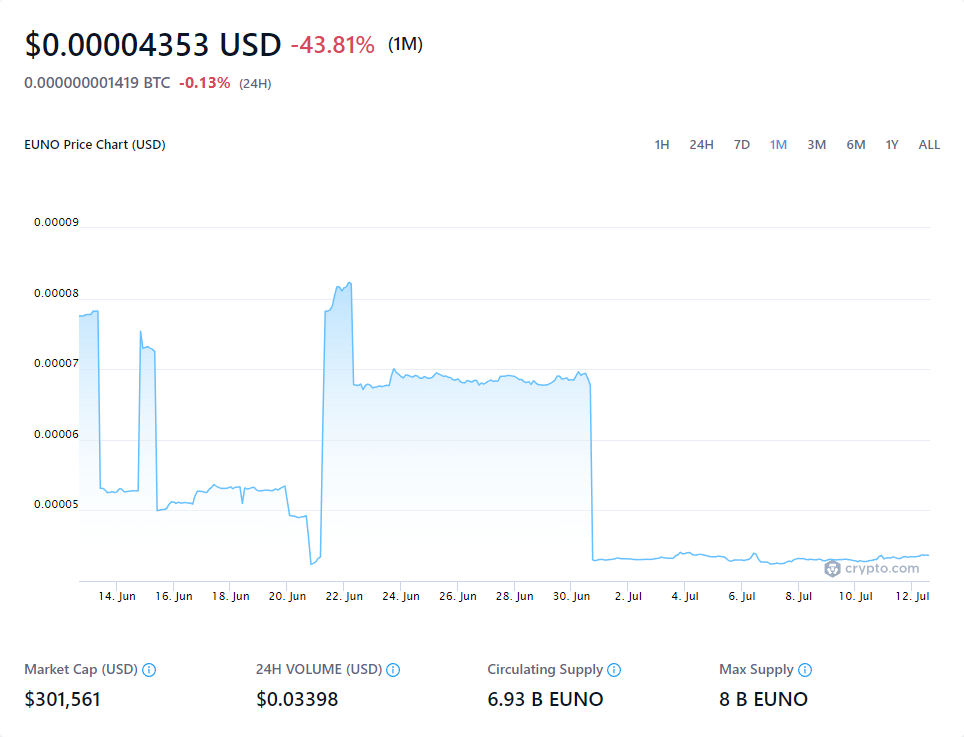 $0.00004353 USD -43.81% (1M)
0.000000001419 BTC -0.13% (24H)
EUNO Price Chart (USD) 1H 24H 7D 1M 3M 6M 1Y ALL
0.00009
0.00008
0.00007
0.00006
0.00005
crypto.com
14. Jun 16. Jun 18. Jun 20. Jun 22. Jun 24. Jun 26. Jun 28. Jun 30. Jun 2. Jul 4. Jul 6. Jul 8. Jul 10. Jul 12. Jul
Market Cap (USD) 24H VOLUME (USD) Circulating Supply Max Supply
$301,561 $0.03398 6.93 B EUNO 8 B EUNO